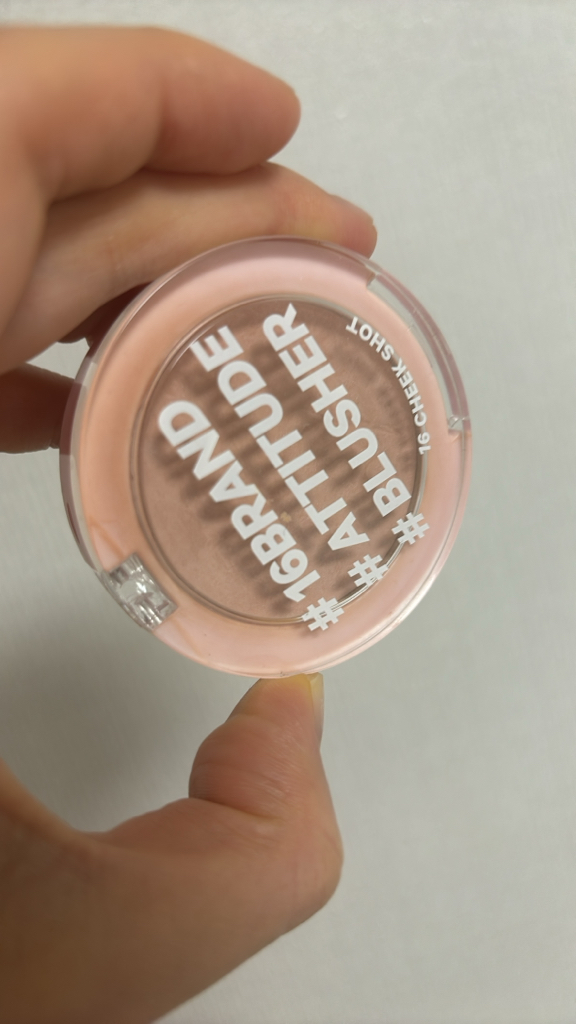 #16BRAND
# ATTITUDE
# BLUSHER
16 CHEEK SHOT